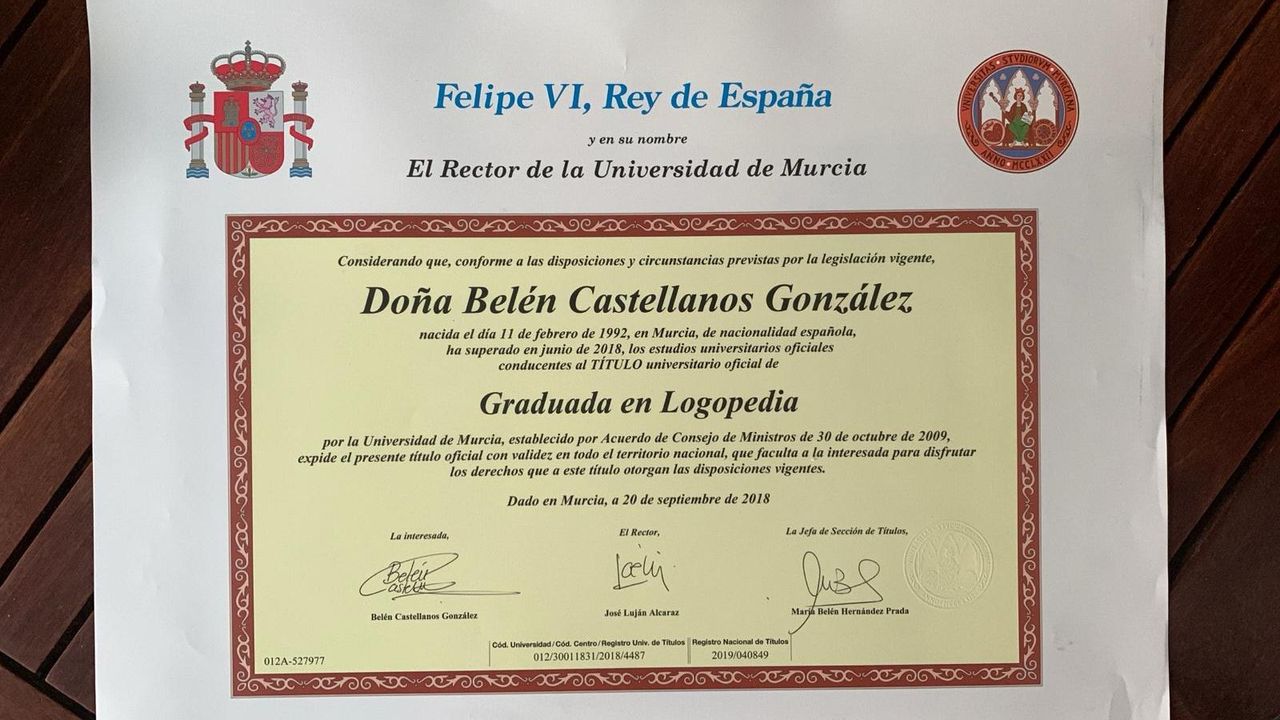 Felipe VI, Rey de España
UNIVERSITAS · STVDIORVM · MVRCIANA
ANNO · MCCLXXII
y en su nombre
El Rector de la Universidad de Murcia
Considerando que, conforme a las disposiciones y circunstancias previstas por la legislación vigente,
Doña Belén Castellanos González
nacida el día 11 de febrero de 1992, en Murcia, de nacionalidad española,
ha superado en junio de 2018, los estudios universitarios oficiales
conducentes al TÍTULO universitario oficial de
Graduada en Logopedia
por la Universidad de Murcia, establecido por Acuerdo de Consejo de Ministros de 30 de octubre de 2009,
expide el presente título oficial con validez en todo el territorio nacional, que faculta a la interesada para disfrutar
los derechos que a este título otorgan las disposiciones vigentes.
Dado en Murcia, a 20 de septiembre de 2018
La interesada,
El Rector,
La Jefa de Sección de Títulos,
Belén
Belén Castellanos González
José Luján Alcaraz
María Belén Hernández Prada
Cód. Universidad/Cód. Centro/Registro Univ. de Títulos
012/30011831/2018/4487
Registro Nacional de Títulos
2019/040849
012A-527977